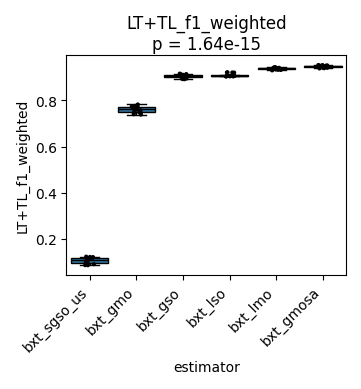 LT+TL_f1_weighted
p = 1.64e-15
LT+TL_f1_weighted
0.8
0.6
0.4
0.2
bxt_sgso_us
bxt_gmo
bxt_gso
bxt_lso
bxt_lmo
bxt_gmosa
estimator